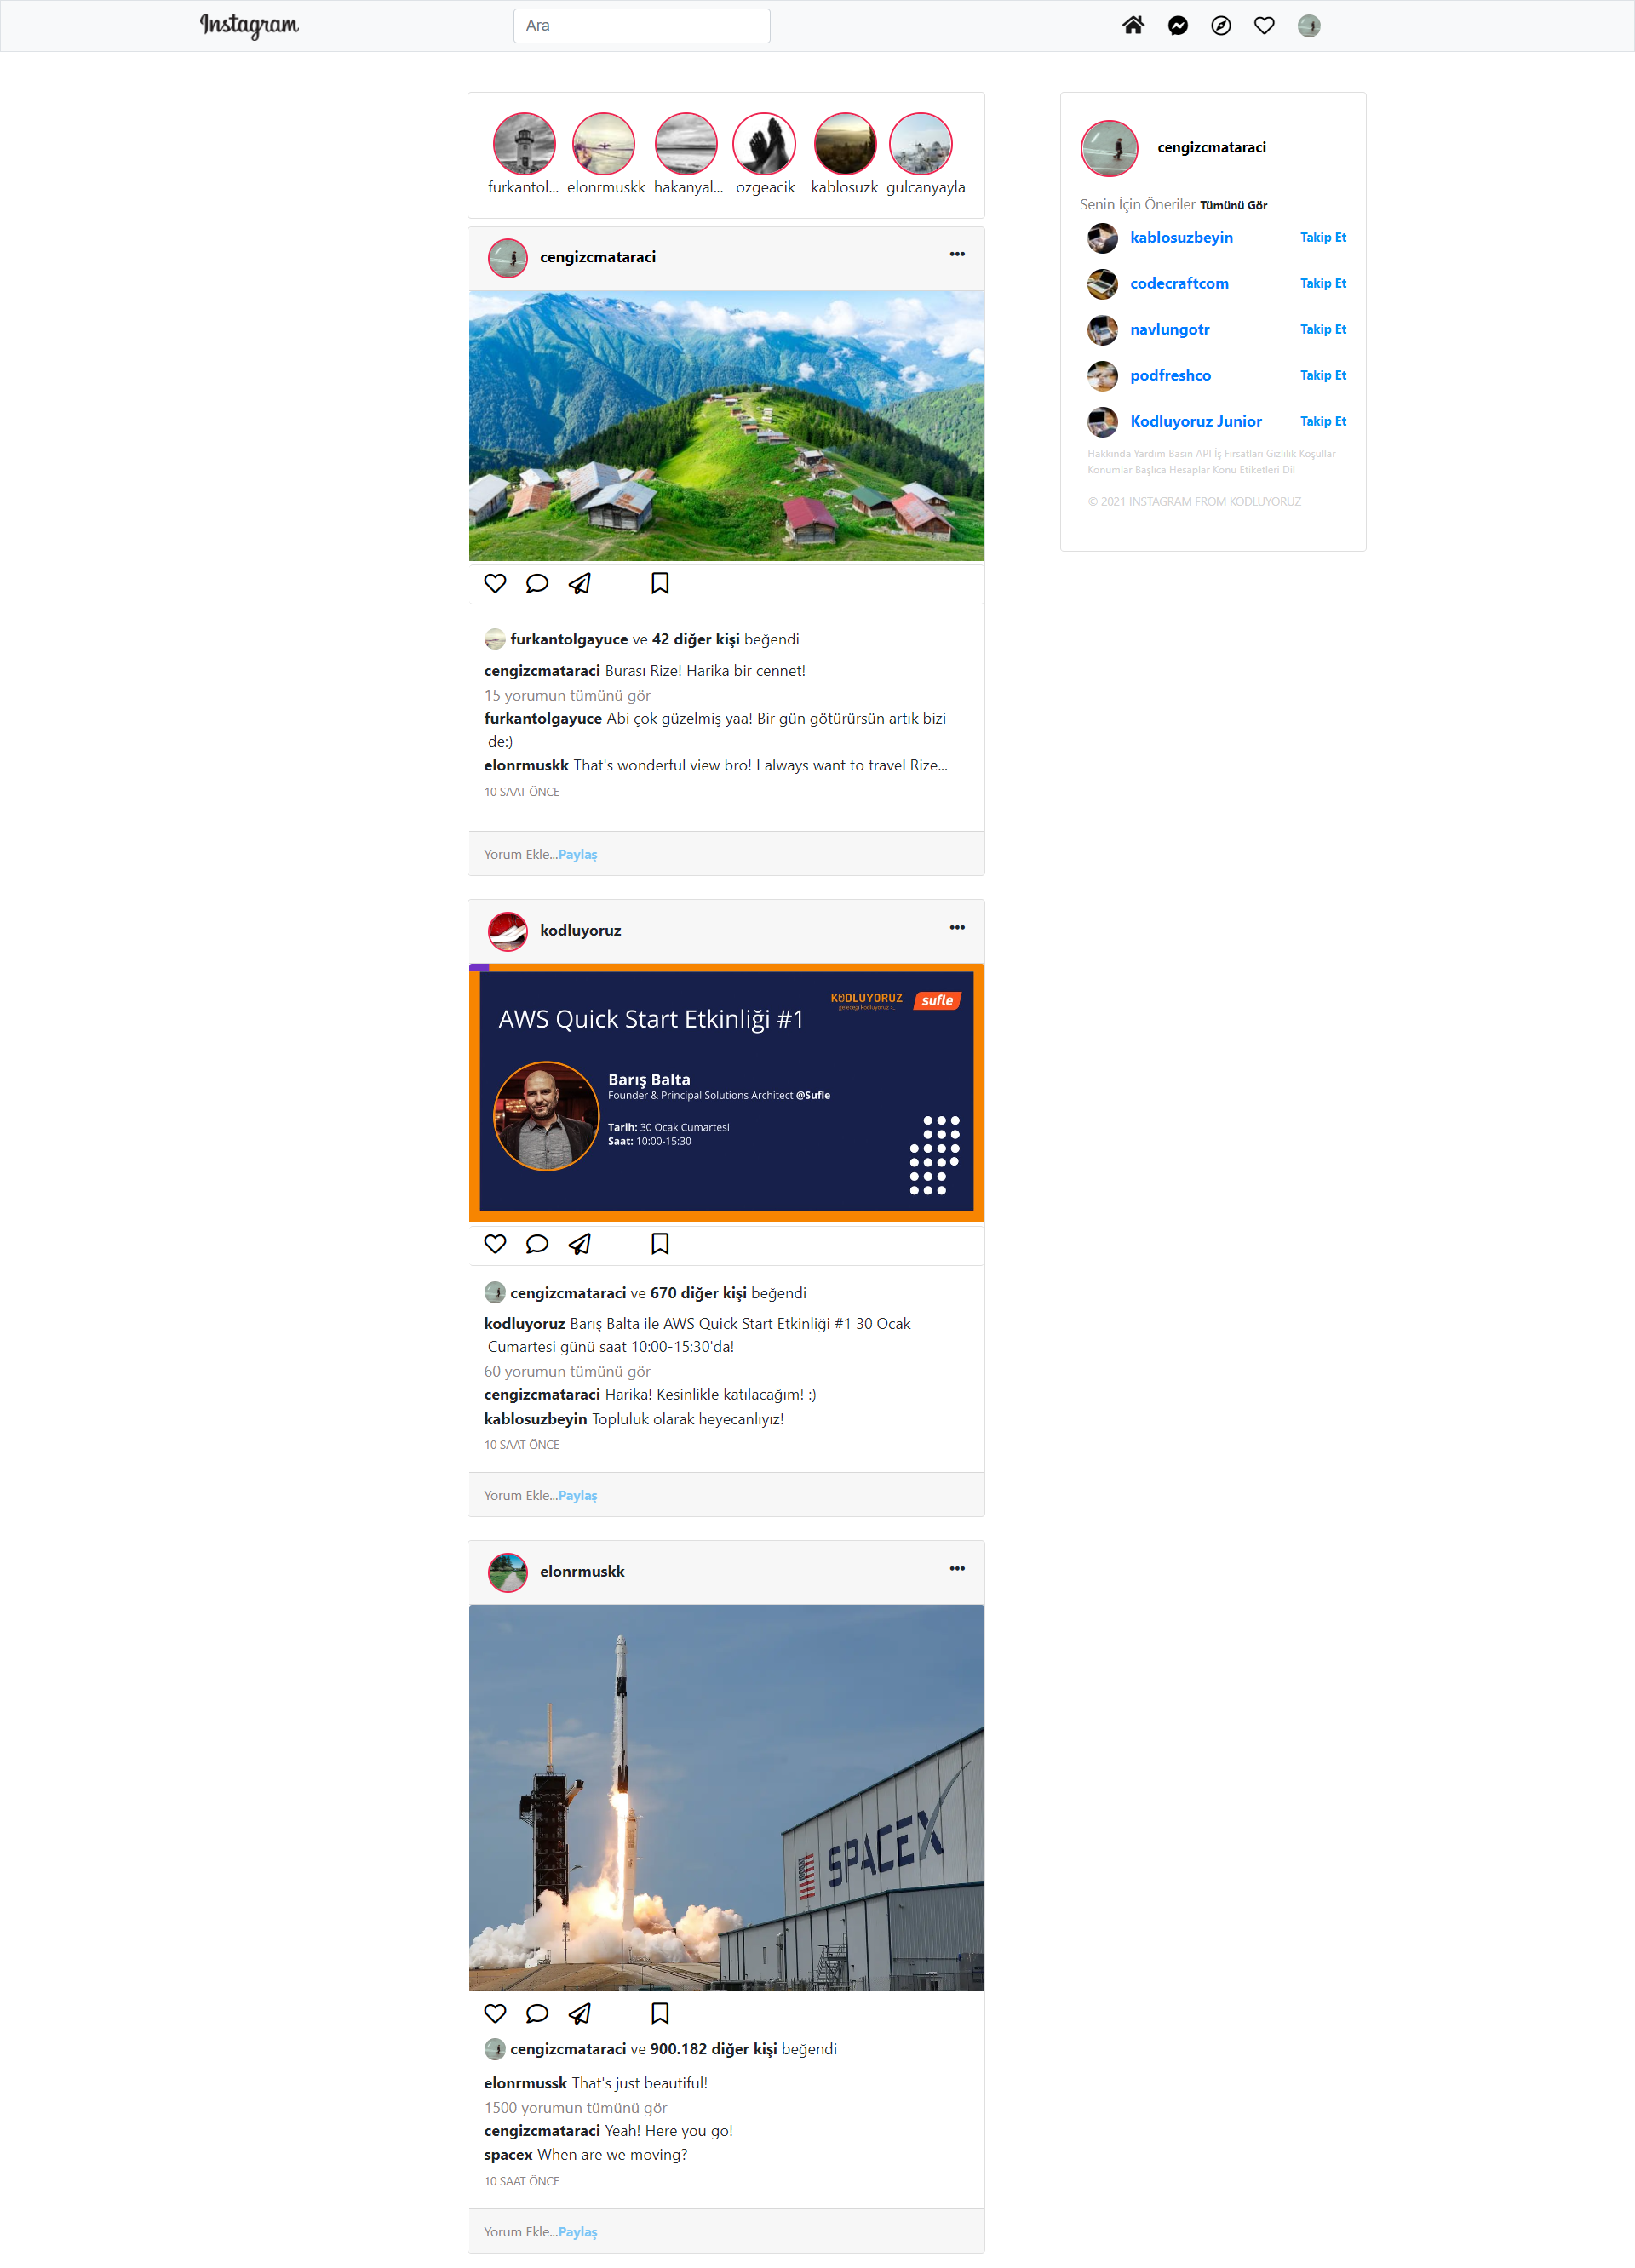 Instagram
Ara
furkantol... elonrmuskk hakanyal... ozgeacik kablosuzk gulcanyayla
cengizcmataraci
Burası Rize! Harika bir cennet!
furkantolgayuce ve 42 diğer kişi beğendi
cengizcmataraci Burası Rize! Harika bir cennet!
15 yorumun tümünü gör
furkantolgayuce Abi çok güzelmiş yaa! Bir gün götürürsün artık bizi
de:)
elonrmuskk That's wonderful view bro! I always want to travel Rize...
10 SAAT ÖNCE
Yorum Ekle...Paylaş
kodluyoruz
KODLUYORUZ
geleceği kodluyoruz >_
sufle
AWS Quick Start Etkinliği #1
Barış Balta
Founder & Principal Solutions Architect @Sufle
Tarih: 30 Ocak Cumartesi
Saat: 10:00-15:30
cengizcmataraci ve 670 diğer kişi beğendi
kodluyoruz Barış Balta ile AWS Quick Start Etkinliği #1 30 Ocak
Cumartesi günü saat 10:00-15:30'da!
60 yorumun tümünü gör
cengizcmataraci Harika! Kesinlikle katılacağım! :)
kablosuzbeyin Topluluk olarak heyecanlıyız!
10 SAAT ÖNCE
Yorum Ekle...Paylaş
elonrmuskk
SPACEX
cengizcmataraci ve 900.182 diğer kişi beğendi
elonrmussk That's just beautiful!
1500 yorumun tümünü gör
cengizcmataraci Yeah! Here you go!
spacex When are we moving?
10 SAAT ÖNCE
Yorum Ekle...Paylaş
cengizcmataraci
Senin İçin Öneriler Tümünü Gör
kablosuzbeyin Takip Et
codecraftcom Takip Et
navlungotr Takip Et
podfreshco Takip Et
Kodluyoruz Junior Takip Et
Hakkında Yardım Basın API İş Fırsatları Gizlilik Koşullar
Konumlar Başlıca Hesaplar Konu Etiketleri Dil
© 2021 INSTAGRAM FROM KODLUYORUZ